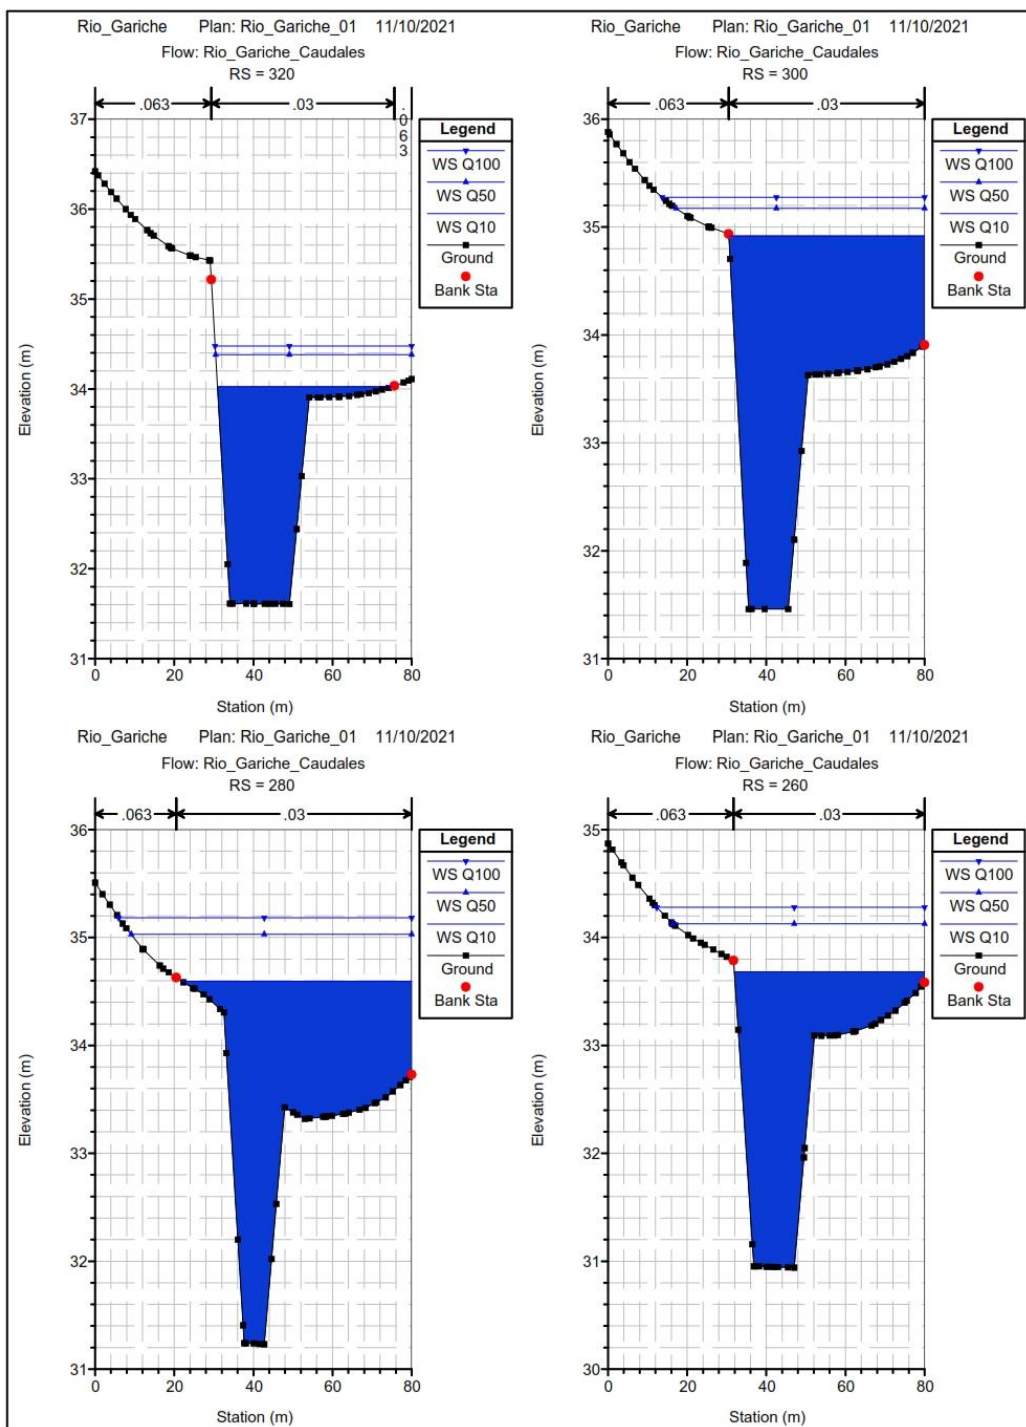 Rio_Gariche Plan: Rio_Gariche_01 11/10/2021
Flow: Rio_Gariche_Caudales
RS = 320
.063 .03 .063
Legend
WS Q100
WS Q50
WS Q10
Ground
Bank Sta
37
36
35
34
33
32
31
0 20 40 60 80
Elevation (m)
Station (m)
Rio_Gariche Plan: Rio_Gariche_01 11/10/2021
Flow: Rio_Gariche_Caudales
RS = 300
.063 .03
Legend
WS Q100
WS Q50
WS Q10
Ground
Bank Sta
36
35
34
33
32
31
0 20 40 60 80
Elevation (m)
Station (m)
Rio_Gariche Plan: Rio_Gariche_01 11/10/2021
Flow: Rio_Gariche_Caudales
RS = 280
.063 .03
Legend
WS Q100
WS Q50
WS Q10
Ground
Bank Sta
36
35
34
33
32
31
0 20 40 60 80
Elevation (m)
Station (m)
Rio_Gariche Plan: Rio_Gariche_01 11/10/2021
Flow: Rio_Gariche_Caudales
RS = 260
.063 .03
Legend
WS Q100
WS Q50
WS Q10
Ground
Bank Sta
35
34
33
32
31
30
0 20 40 60 80
Elevation (m)
Station (m)